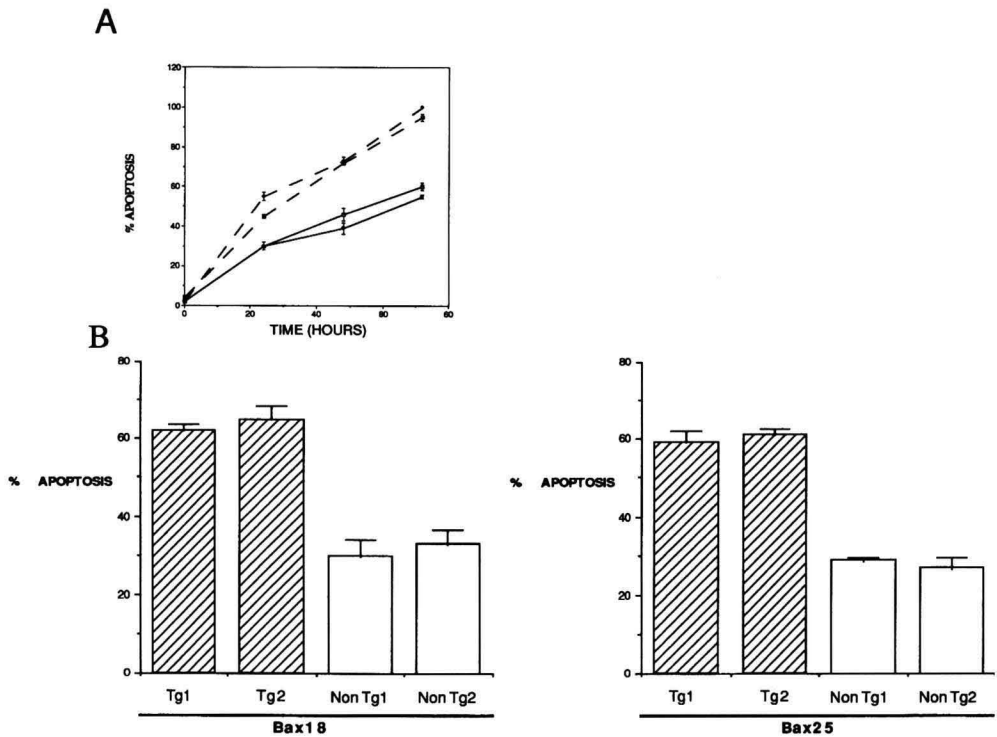 A
120
100
80
60
40
20
0
% APOPTOSIS
0 20 40 60 80
TIME (HOURS)
B
80
60
40
20
0
% APOPTOSIS
Tg1 Tg2 Non Tg1 Non Tg2
Bax18
80
60
40
20
0
% APOPTOSIS
Tg1 Tg2 Non Tg1 Non Tg2
Bax25